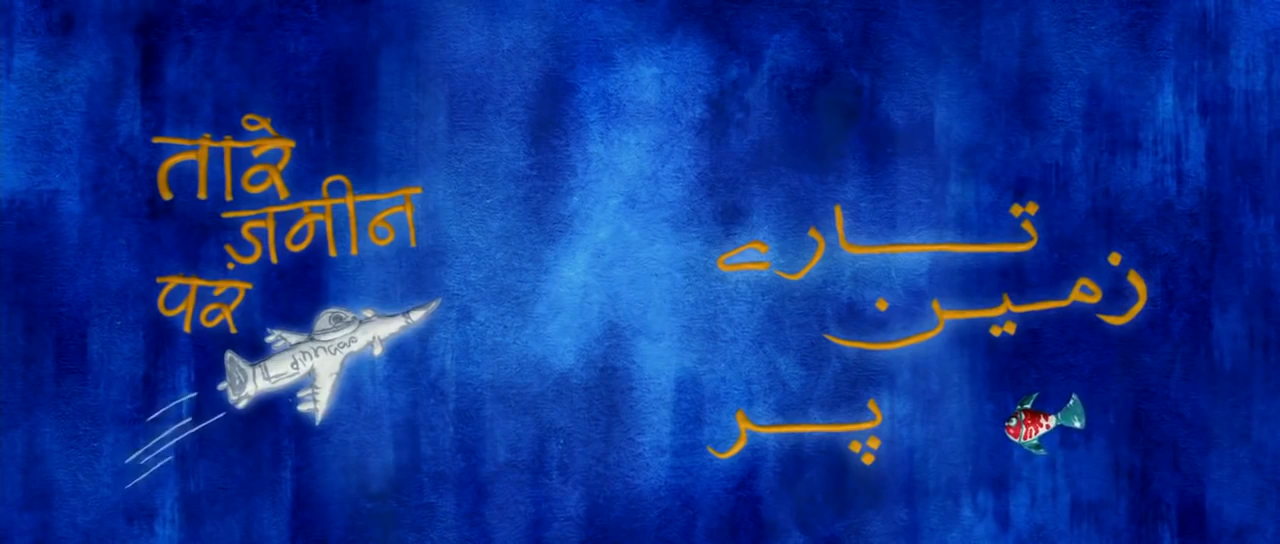 तारे
ज़मीन
पर
تارے
زمین
پر